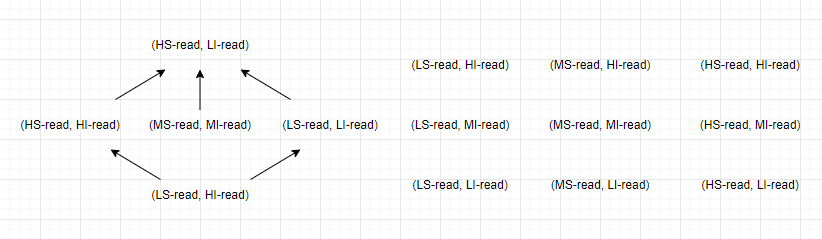 (HS-read, LI-read)
(HS-read, HI-read) (MS-read, MI-read) (LS-read, LI-read)
(LS-read, HI-read)
(LS-read, HI-read) (MS-read, HI-read) (HS-read, HI-read)
(LS-read, MI-read) (MS-read, MI-read) (HS-read, MI-read)
(LS-read, LI-read) (MS-read, LI-read) (HS-read, LI-read)